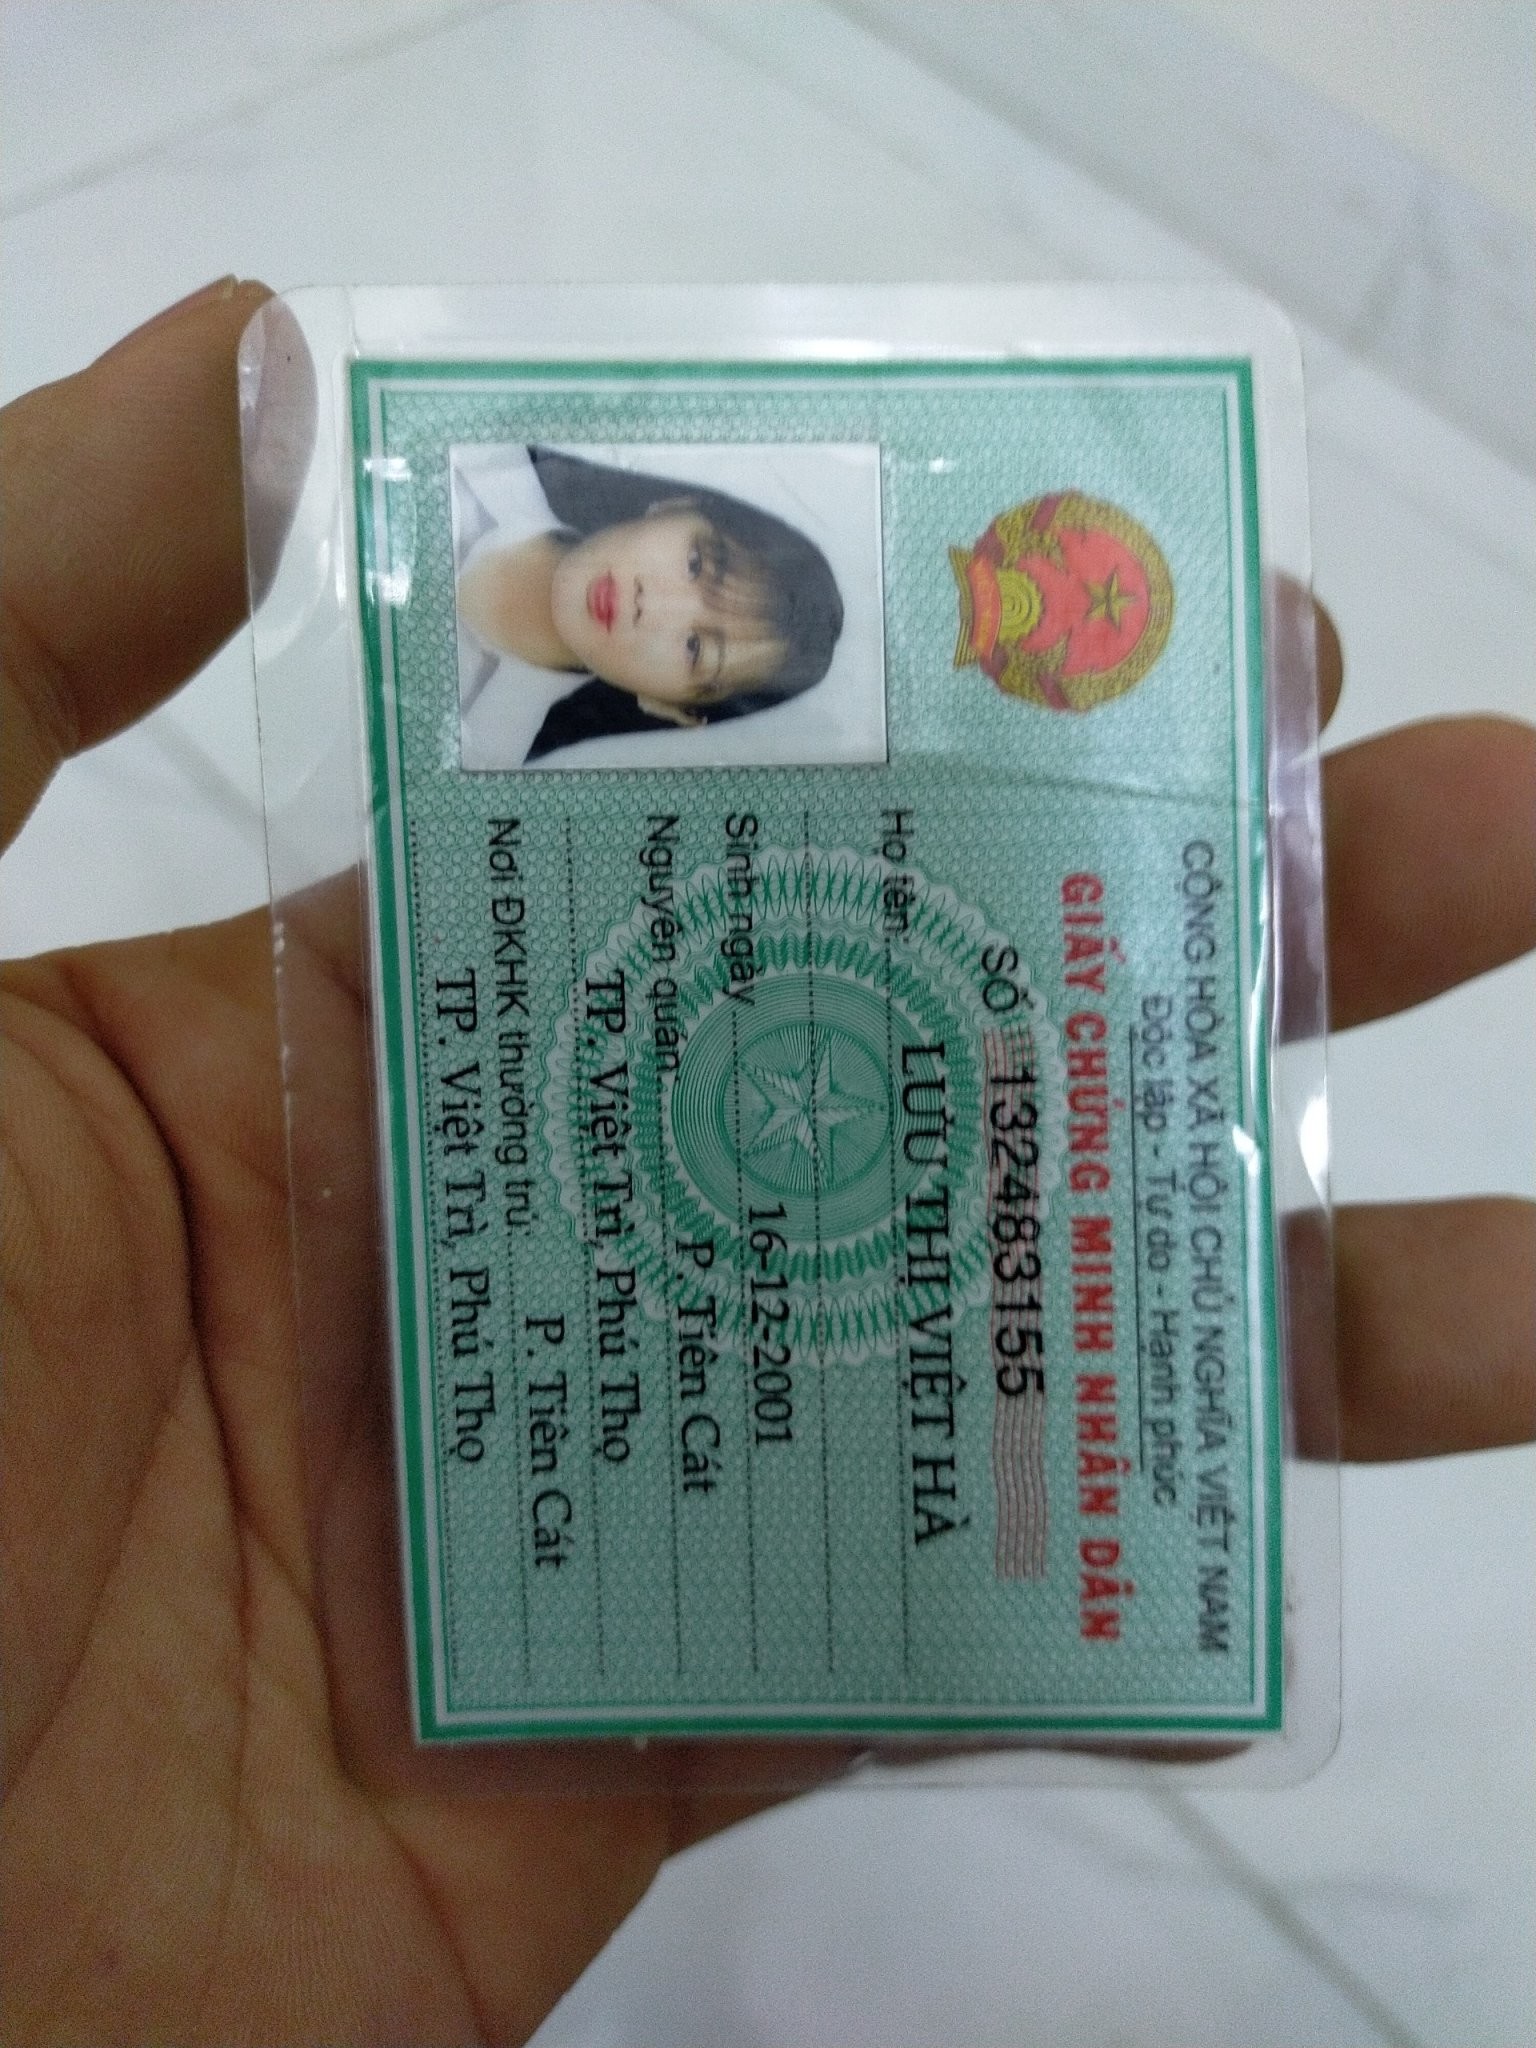 CỘNG HÒA XÃ HỘI CHỦ NGHĨA VIỆT NAM
Độc lập - Tự do - Hạnh phúc
GIẤY CHỨNG MINH NHÂN DÂN
SỐ 132483155
Họ tên: LƯU THỊ VIỆT HÀ
Sinh ngày 16-12-2001
Nguyên quán P. Tiên Cát
TP. Việt Trì, Phú Thọ
Nơi ĐKHK thường trú P. Tiên Cát
TP. Việt Trì, Phú Thọ